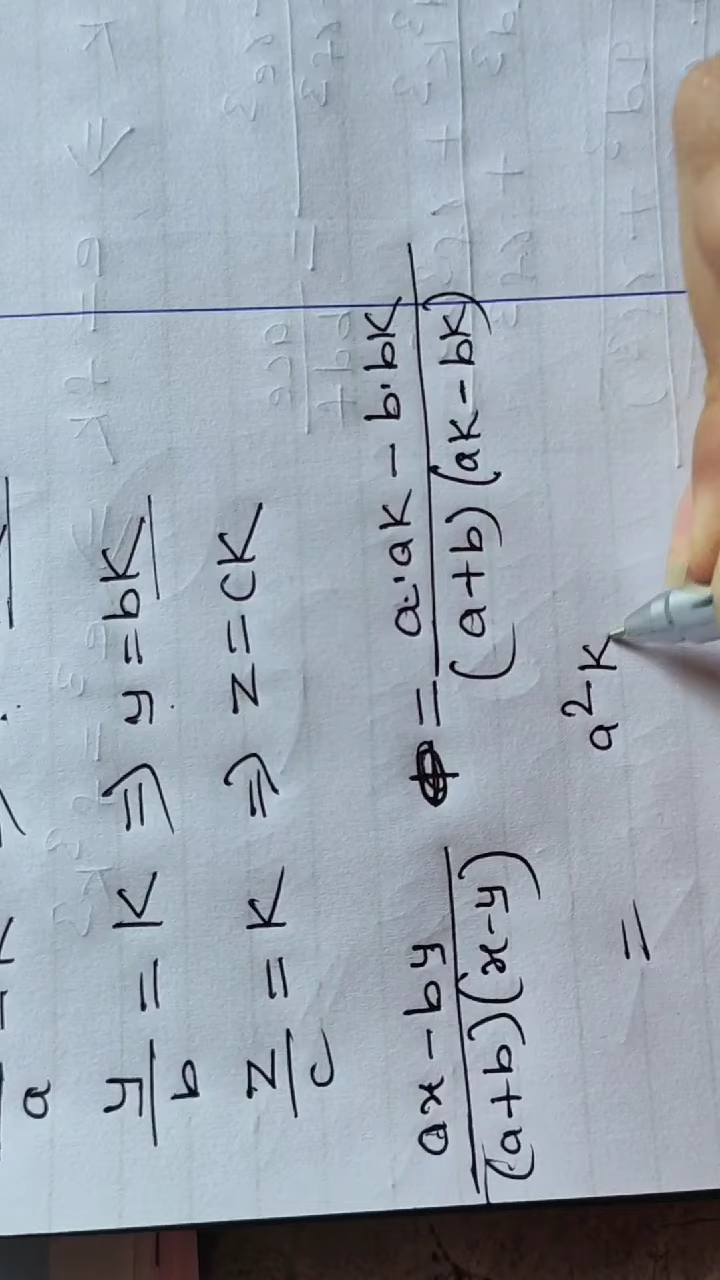 a
y/b = K ⇒ y = bK
z/c = K ⇒ z = cK
ax - by/(a+b)(x-y) = a·ak - b·bK/(a+b)(ak-bK)
= a²K